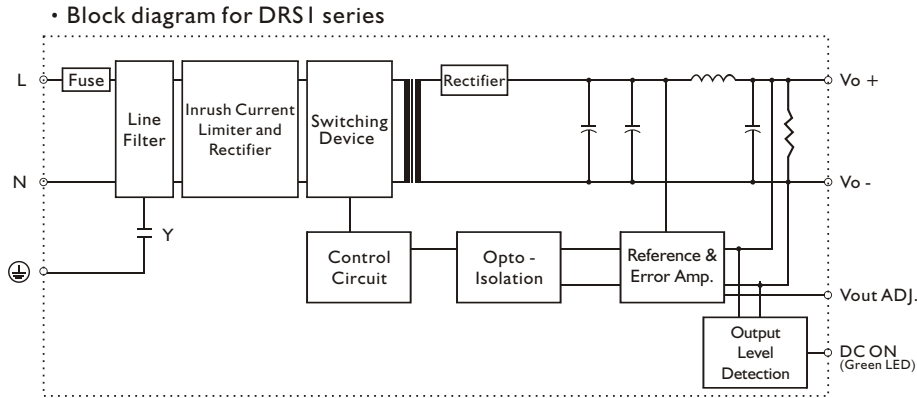 • Block diagram for DRS1 series
L
Fuse
Line
Filter
Inrush Current
Limiter and
Rectifier
Switching
Device
Rectifier
Vo +
N
Vo -
Y
Control
Circuit
Opto -
Isolation
Reference &
Error Amp.
Vout ADJ.
Output
Level
Detection
DC ON
(Green LED)